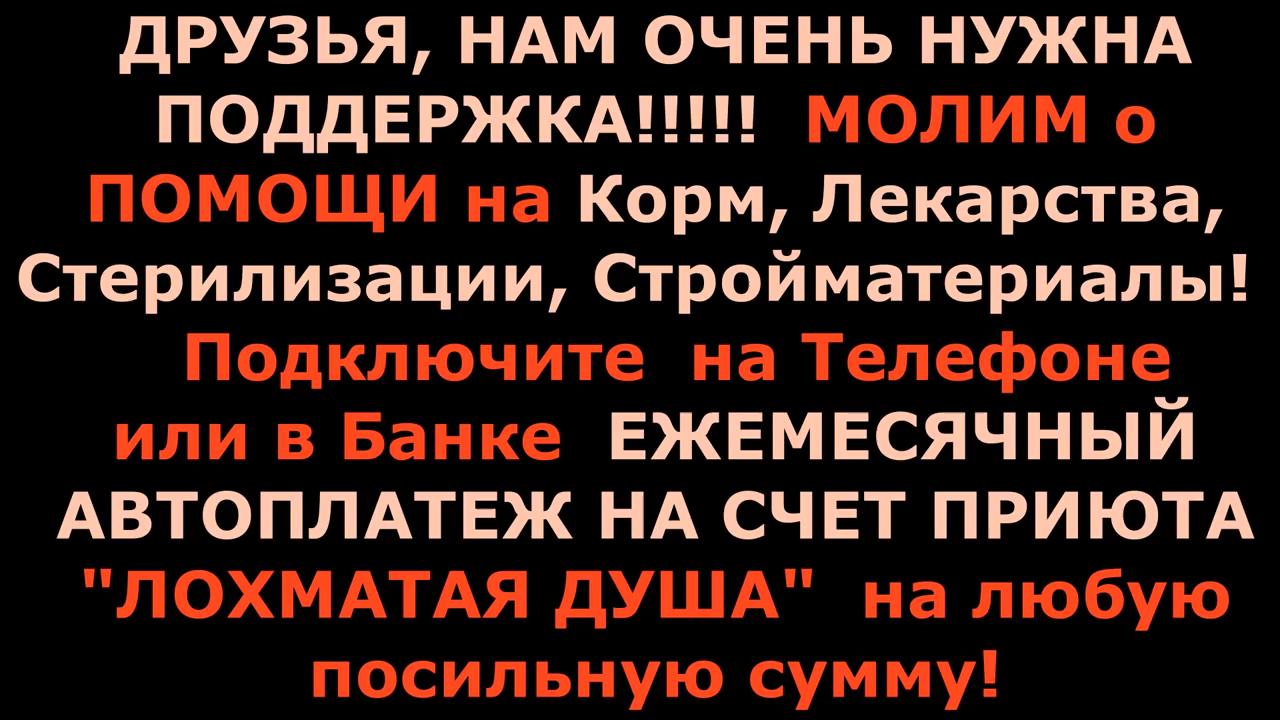 ДРУЗЬЯ, НАМ ОЧЕНЬ НУЖНА
ПОДДЕРЖКА!!!!! МОЛИМ о
ПОМОЩИ на Корм, Лекарства,
Стерилизации, Стройматериалы!
Подключите на Телефоне
или в Банке ЕЖЕМЕСЯЧНЫЙ
АВТОПЛАТЕЖ НА СЧЕТ ПРИЮТА
"ЛОХМАТАЯ ДУША" на любую
посильную сумму!